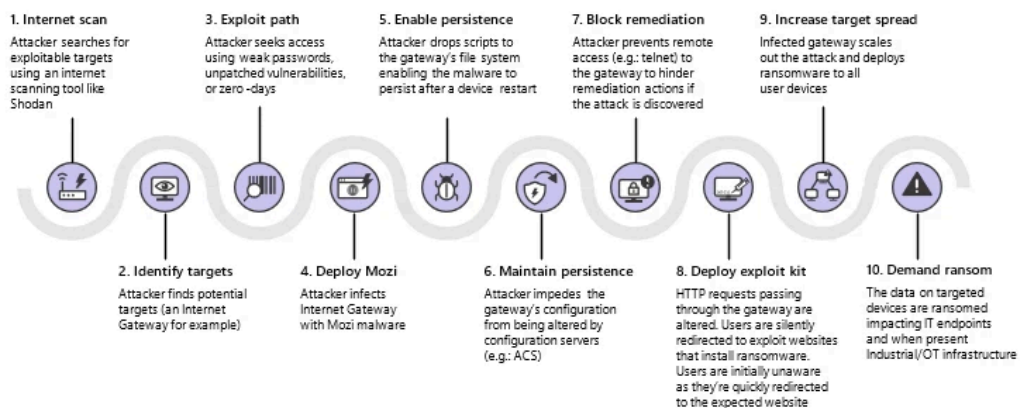 1. Internet scan
Attacker searches for
exploitable targets
using an internet
scanning tool like
Shodan
3. Exploit path
Attacker seeks access
using weak passwords,
unpatched vulnerabilities,
or zero -days
5. Enable persistence
Attacker drops scripts to
the gateway's file system
enabling the malware to
persist after a device restart
7. Block remediation
Attacker prevents remote
access (e.g.: telnet) to
the gateway to hinder
remediation actions if
the attack is discovered
9. Increase target spread
Infected gateway scales
out the attack and deploys
ransomware to all
user devices
2. Identify targets
Attacker finds potential
targets (an Internet
Gateway for example)
4. Deploy Mozi
Attacker infects
Internet Gateway
with Mozi malware
6. Maintain persistence
Attacker impedes the
gateway's configuration
from being altered by
configuration servers
(e.g.: ACS)
8. Deploy exploit kit
HTTP requests passing
through the gateway are
altered. Users are silently
redirected to exploit websites
that install ransomware.
Users are initially unaware
as they're quickly redirected
to the expected website
10. Demand ransom
The data on targeted
devices are ransomed
impacting IT endpoints
and when present
Industrial/OT infrastructure